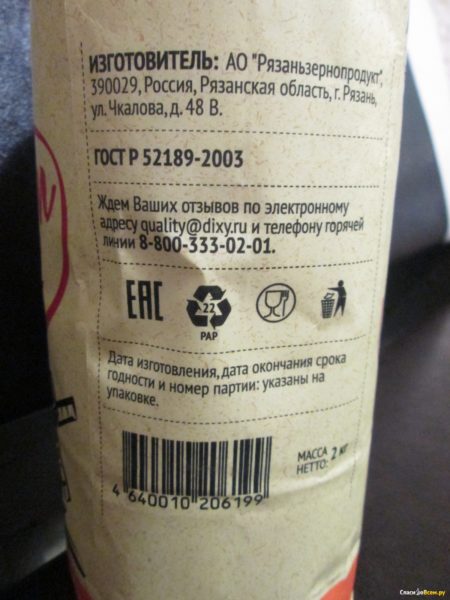 ИЗГОТОВИТЕЛЬ: АО "Рязаньзернопродукт",
390029, Россия, Рязанская область, г. Рязань,
ул. Чкалова, д. 48 В.
ГОСТ Р 52189-2003
Ждем Ваших отзывов по электронному
адресу quality@dixy.ru и телефону горячей
линии 8-800-333-02-01.
EAC
22
PAP
Дата изготовления, дата окончания срока
годности и номер партии: указаны на
упаковке.
МАССА
НЕТТО: 2 кг
4 640010 206199
СпасиДоВсем.ру